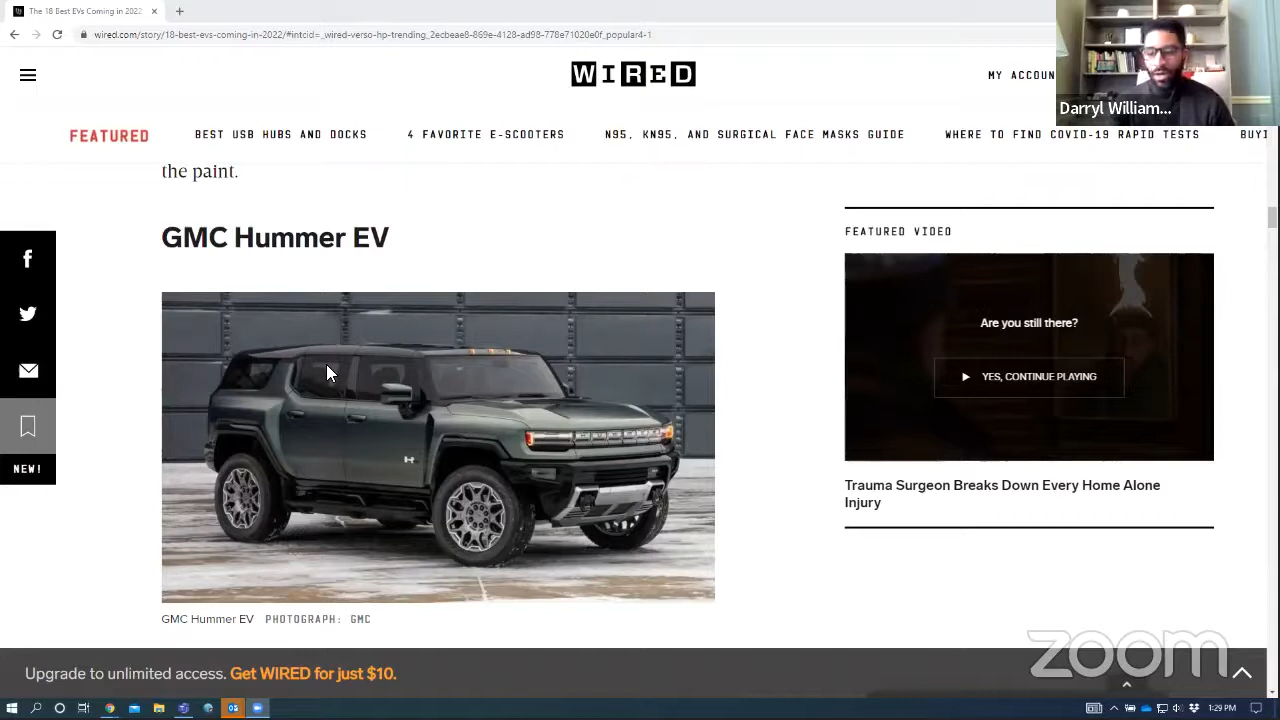 The 18 Best EVs Coming in 2022
wired.com/story/18-best-evs-coming-in-2022/#intcid=_wired-verso-hp-trending_2ecbeae8-869e-4128-ad98-778e71020e0f_popular4-1
WIRED
MY ACCOUN
Darryl William...
FEATURED
BEST USB HUBS AND DOCKS
4 FAVORITE E-SCOOTERS
N95, KN95, AND SURGICAL FACE MASKS GUIDE
WHERE TO FIND COVID-19 RAPID TESTS
BUYI
the paint.
GMC Hummer EV
FEATURED VIDEO
Are you still there?
YES, CONTINUE PLAYING
NEW!
Trauma Surgeon Breaks Down Every Home Alone
Injury
GMC Hummer EV PHOTOGRAPH: GMC
zoom
Upgrade to unlimited access. Get WIRED for just $10.
1:29 PM